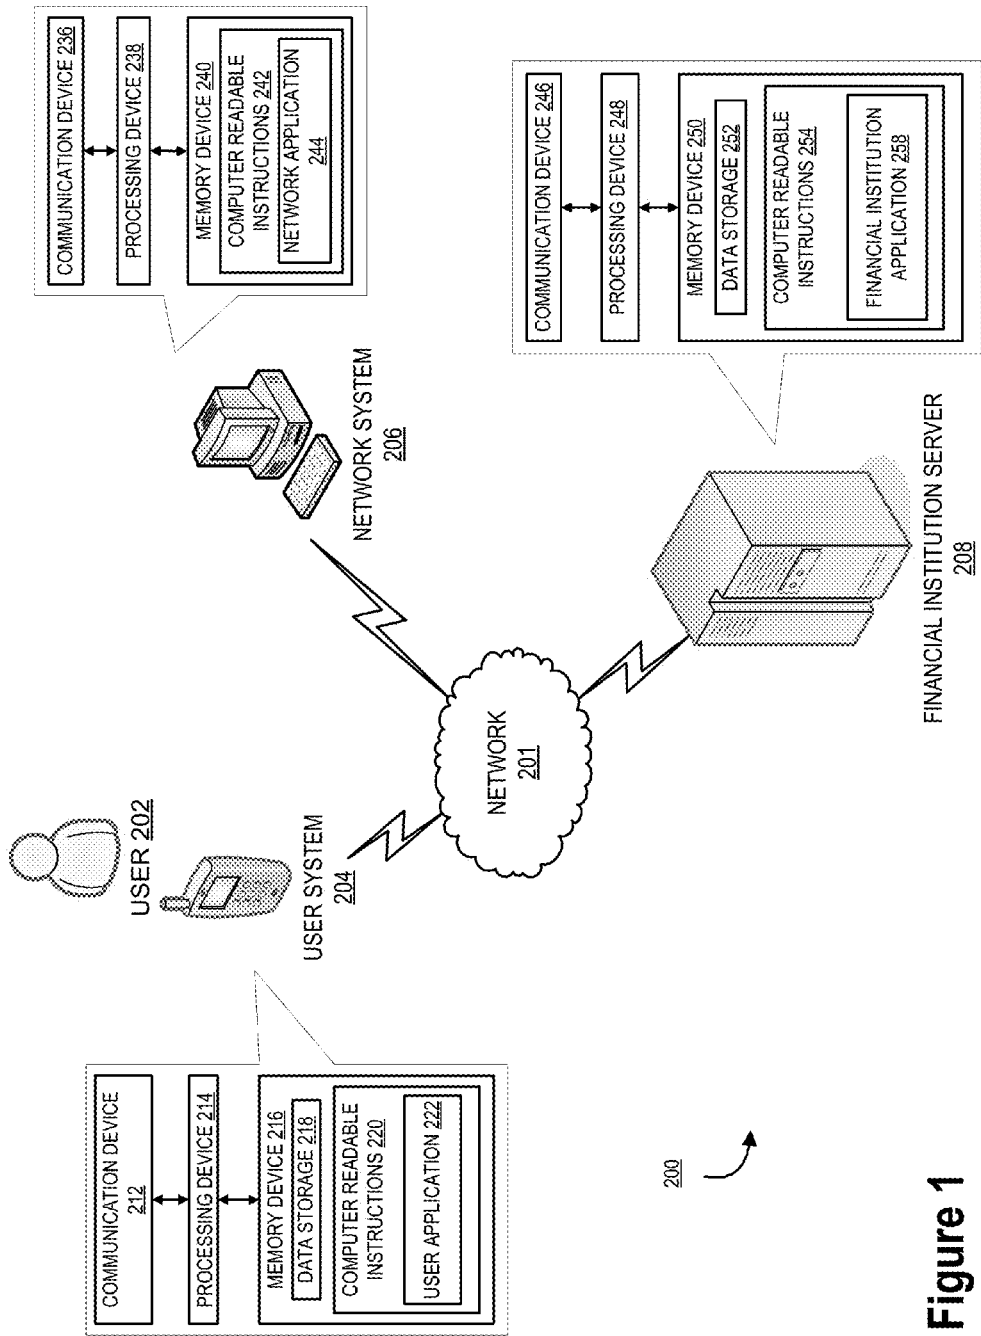 COMMUNICATION DEVICE
212
PROCESSING DEVICE 214
MEMORY DEVICE 216
DATA STORAGE 218
COMPUTER READABLE
INSTRUCTIONS 220
USER APPLICATION 222
USER 202
USER SYSTEM
204
NETWORK
201
NETWORK SYSTEM
206
COMMUNICATION DEVICE 236
PROCESSING DEVICE 238
MEMORY DEVICE 240
COMPUTER READABLE
INSTRUCTIONS 242
NETWORK APPLICATION
244
FINANCIAL INSTITUTION SERVER
208
COMMUNICATION DEVICE 246
PROCESSING DEVICE 248
MEMORY DEVICE 250
DATA STORAGE 252
COMPUTER READABLE
INSTRUCTIONS 254
FINANCIAL INSTITUTION
APPLICATION 258
200
Figure 1